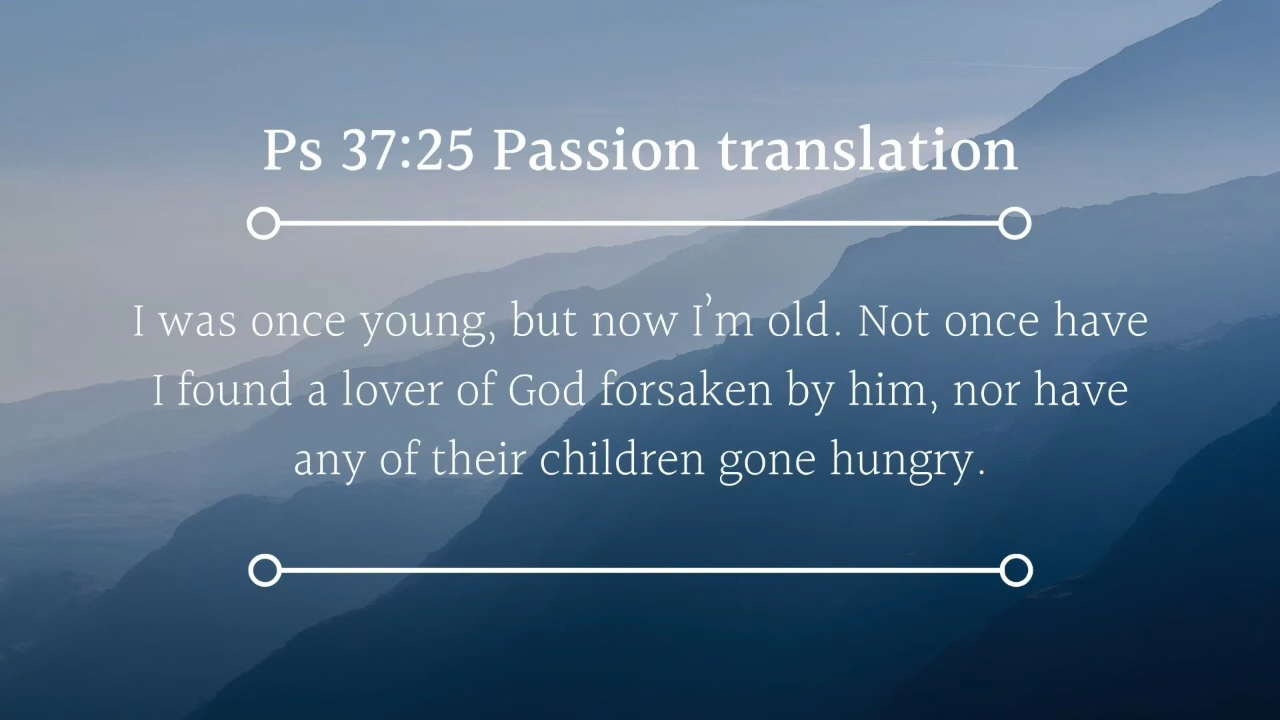 Ps 37:25 Passion translation
I was once young, but now I’m old. Not once have
I found a lover of God forsaken by him, nor have
any of their children gone hungry.